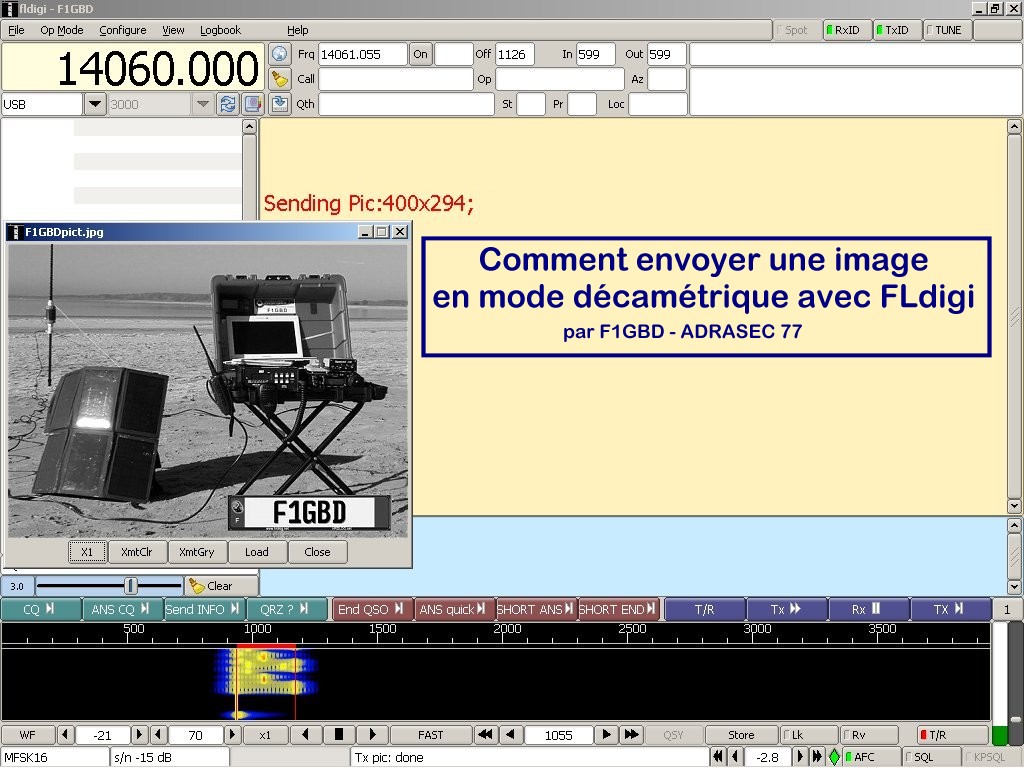 fldigi - F1GBD
File Op Mode Configure View Logbook Help Spot RxID TxID TUNE
14060.000
Frq 14061.055 On Off 1126 In 599 Out 599
Call Op Az
USB 3000 Qth St Pr Loc
Sending Pic:400x294;
F1GBDpict.jpg
Comment envoyer une image
en mode décamétrique avec FLdigi
par F1GBD - ADRASEC 77
F1GBD
F
F1GBD
X1 XmtClr XmtGry Load Close
3.0 Clear
CQ ANS CQ Send INFO QRZ ? End QSO ANS quick SHORT ANS SHORT END T/R Tx Rx TX 1
500 1000 1500 2000 2500 3000 3500
WF -21 70 x1 FAST 1055 QSY Store Lk Rv T/R
MFSK16 s/n -15 dB Tx pic: done -2.8 AFC SQL KPSQL